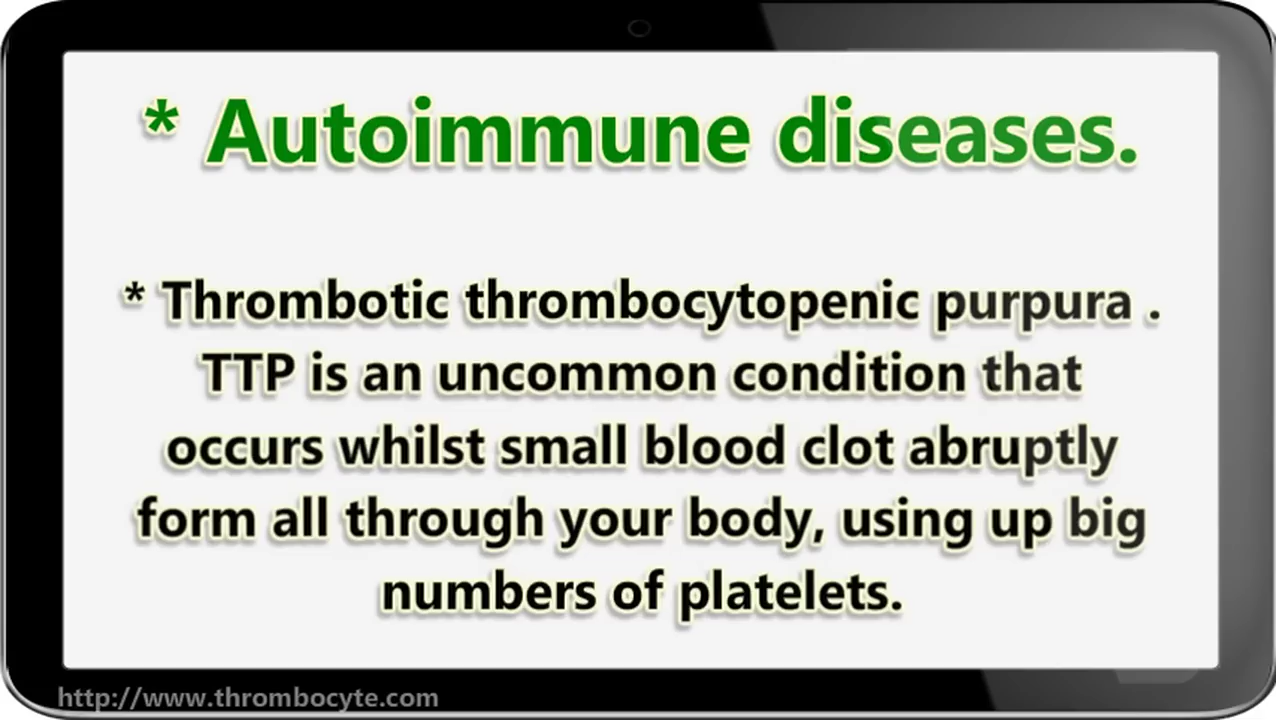 * Autoimmune diseases.
* Thrombotic thrombocytopenic purpura .
TTP is an uncommon condition that
occurs whilst small blood clot abruptly
form all through your body, using up big
numbers of platelets.
http://www.thrombocyte.com